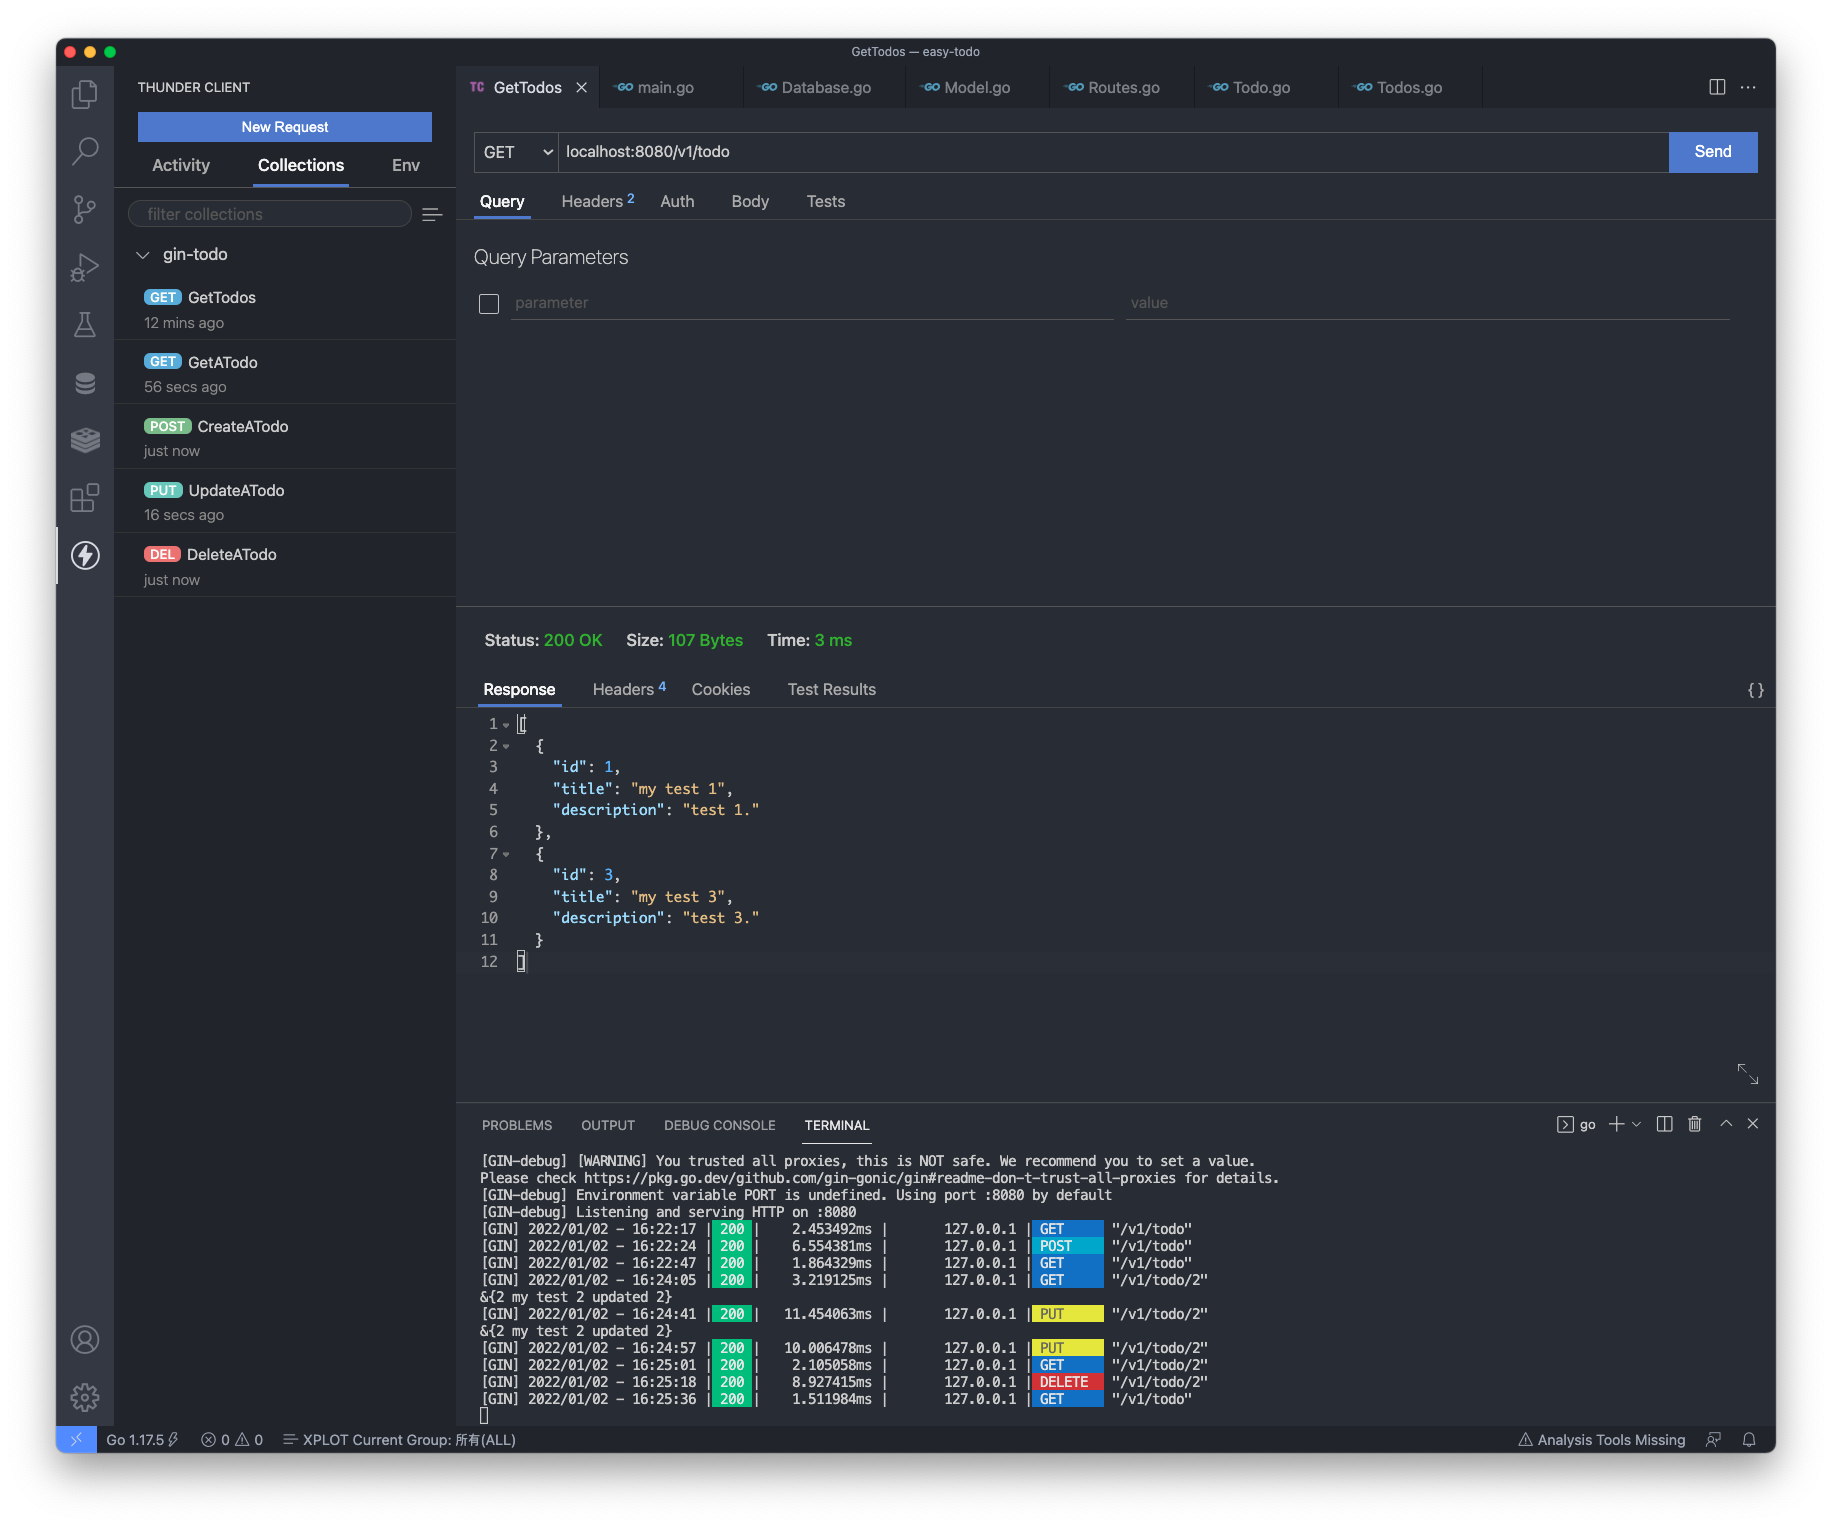 GetTodos — easy-todo
THUNDER CLIENT
New Request
Activity Collections Env
filter collections
gin-todo
GET GetTodos
12 mins ago
GET GetATodo
56 secs ago
POST CreateATodo
just now
PUT UpdateATodo
16 secs ago
DEL DeleteATodo
just now
TC GetTodos GO main.go GO Database.go GO Model.go GO Routes.go GO Todo.go GO Todos.go
GET localhost:8080/v1/todo Send
Query Headers 2 Auth Body Tests
Query Parameters
parameter value
Status: 200 OK Size: 107 Bytes Time: 3 ms
Response Headers 4 Cookies Test Results {}
1 [
2 {
3 "id": 1,
4 "title": "my test 1",
5 "description": "test 1."
6 },
7 {
8 "id": 3,
9 "title": "my test 3",
10 "description": "test 3."
11 }
12 ]
PROBLEMS OUTPUT DEBUG CONSOLE TERMINAL go
[GIN-debug] [WARNING] You trusted all proxies, this is NOT safe. We recommend you to set a value.
Please check https://pkg.go.dev/github.com/gin-gonic/gin#readme-don-t-trust-all-proxies for details.
[GIN-debug] Environment variable PORT is undefined. Using port :8080 by default
[GIN-debug] Listening and serving HTTP on :8080
[GIN] 2022/01/02 - 16:22:17 | 200 | 2.453492ms | 127.0.0.1 | GET "/v1/todo"
[GIN] 2022/01/02 - 16:22:24 | 200 | 6.554381ms | 127.0.0.1 | POST "/v1/todo"
[GIN] 2022/01/02 - 16:22:47 | 200 | 1.864329ms | 127.0.0.1 | GET "/v1/todo"
[GIN] 2022/01/02 - 16:24:05 | 200 | 3.219125ms | 127.0.0.1 | GET "/v1/todo/2"
&{2 my test 2 updated 2}
[GIN] 2022/01/02 - 16:24:41 | 200 | 11.454063ms | 127.0.0.1 | PUT "/v1/todo/2"
&{2 my test 2 updated 2}
[GIN] 2022/01/02 - 16:24:57 | 200 | 10.006478ms | 127.0.0.1 | PUT "/v1/todo/2"
[GIN] 2022/01/02 - 16:25:01 | 200 | 2.105058ms | 127.0.0.1 | GET "/v1/todo/2"
[GIN] 2022/01/02 - 16:25:18 | 200 | 8.927415ms | 127.0.0.1 | DELETE "/v1/todo/2"
[GIN] 2022/01/02 - 16:25:36 | 200 | 1.511984ms | 127.0.0.1 | GET "/v1/todo"
Go 1.17.5 0 0 XPLOT Current Group: 所有(ALL) Analysis Tools Missing